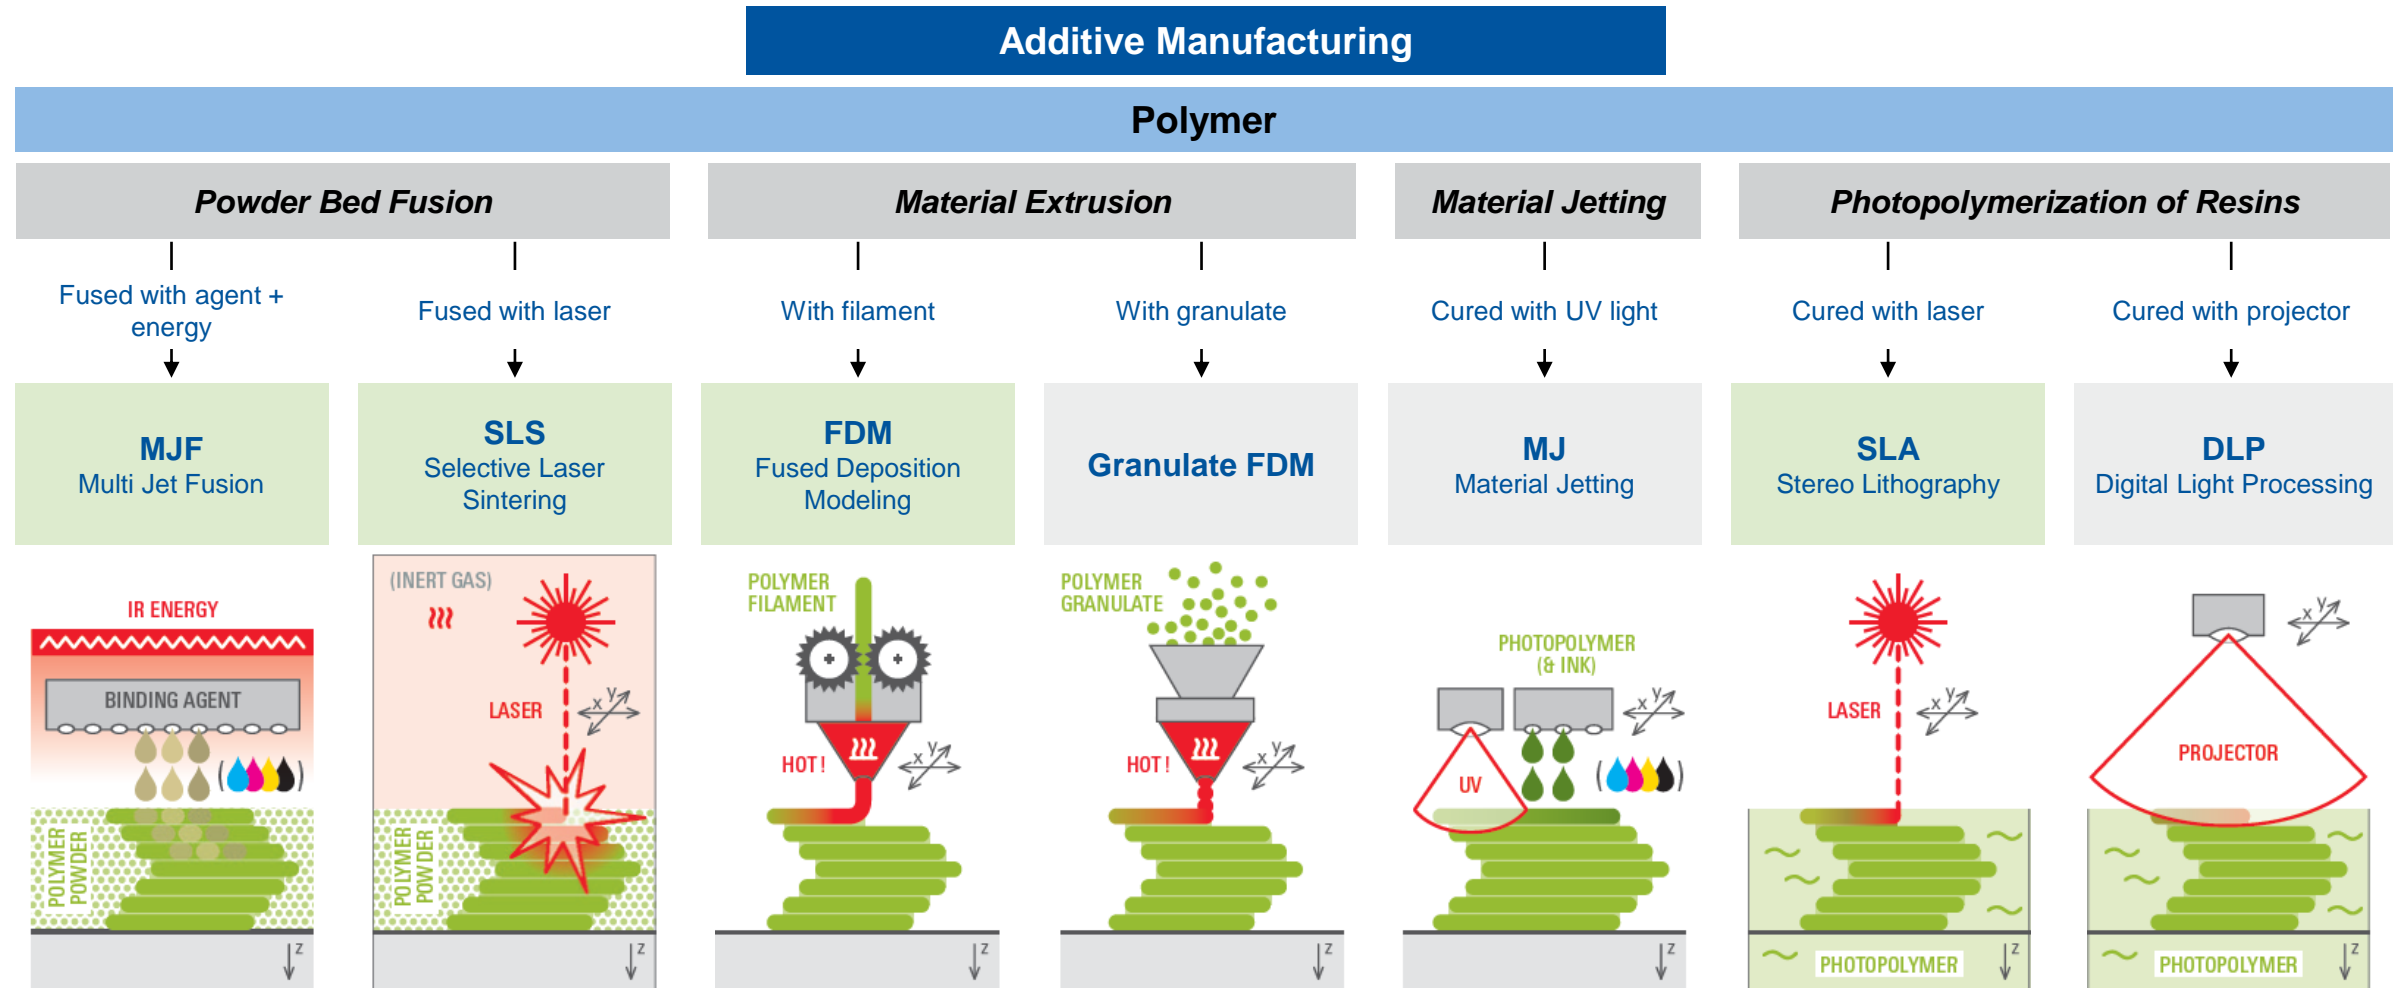 Additive Manufacturing
Polymer
Powder Bed Fusion
Material Extrusion
Material Jetting
Photopolymerization of Resins
Fused with agent +
energy
Fused with laser
With filament
With granulate
Cured with UV light
Cured with laser
Cured with projector
MJF
Multi Jet Fusion
SLS
Selective Laser
Sintering
FDM
Fused Deposition
Modeling
Granulate FDM
MJ
Material Jetting
SLA
Stereo Lithography
DLP
Digital Light Processing
IR ENERGY
BINDING AGENT
( )
POLYMER
POWDER
z
(INERT GAS)
LASER
x y
POLYMER
POWDER
z
POLYMER
FILAMENT
HOT!
x y
z
POLYMER
GRANULATE
HOT!
x y
z
PHOTOPOLYMER
(& INK)
x y
UV
( )
z
LASER
x y
PHOTOPOLYMER
z
x y
PROJECTOR
PHOTOPOLYMER
z